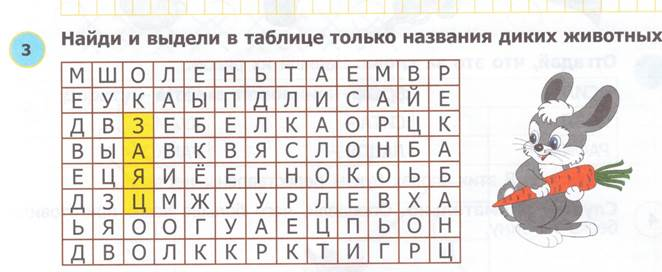 3
Найди и выдели в таблице только названия диких животных
М Ш О Л Е Н Ь Т А Е М В Р
Е У К А Ы П Д Л И С А Й Е
Д В З Е Б Е Л К А О Р Ц К
В Ы А В К В Я С Л О Н Б А
Е Ц Я И Ё Е Г Н О К О Ь Б
Д З Ц М Ж У У Р Л Е В Х А
Ь Я О О Г У А Е Ц П Ь О Н
Д В О Л К К Р К Т И Г Р Ц